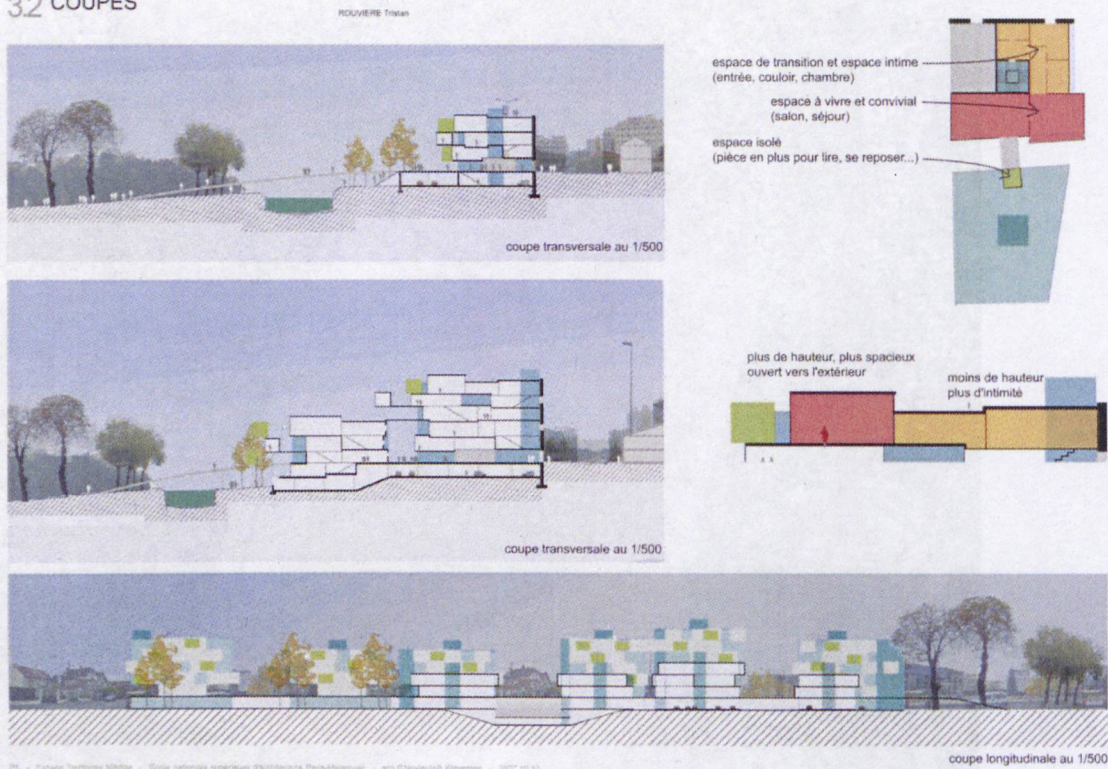 3.2 COUPES
ROUVIERE Tristan
espace de transition et espace intime
(entrée, couloir, chambre)
espace à vivre et convivial
(salon, séjour)
espace isolé
(pièce en plus pour lire, se reposer...)
coupe transversale au 1/500
plus de hauteur, plus spacieux
ouvert vers l'extérieur
moins de hauteur
plus d'intimité
coupe transversale au 1/500
coupe longitudinale au 1/500